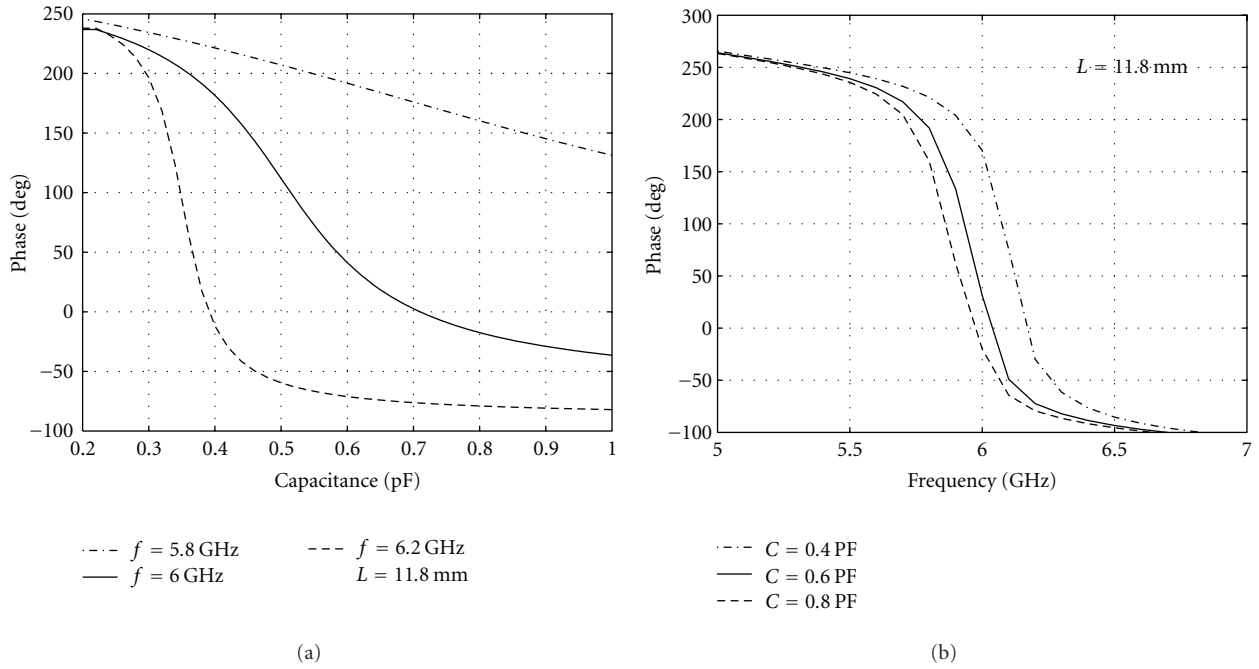 250
200
150
100
50
0
−50
−100
Phase (deg)
0.2 0.3 0.4 0.5 0.6 0.7 0.8 0.9 1
Capacitance (pF)
f = 5.8 GHz
f = 6 GHz
f = 6.2 GHz
L = 11.8 mm
(a)
300
250
200
150
100
50
0
−50
−100
Phase (deg)
L = 11.8 mm
5 5.5 6 6.5 7
Frequency (GHz)
C = 0.4 PF
C = 0.6 PF
C = 0.8 PF
(b)